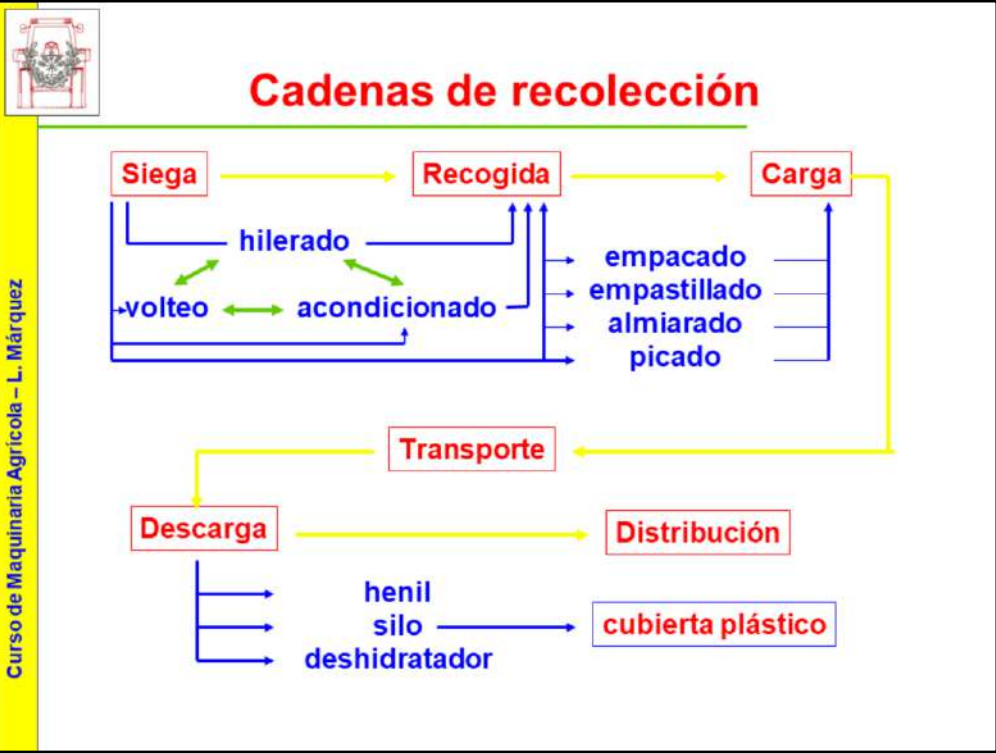 Cadenas de recolección
Siega
Recogida
Carga
hilerado
volteo
acondicionado
empacado
empastillado
almiarado
picado
Transporte
Descarga
Distribución
henil
silo
deshidratador
cubierta plástico
Curso de Maquinaria Agrícola – L. Márquez